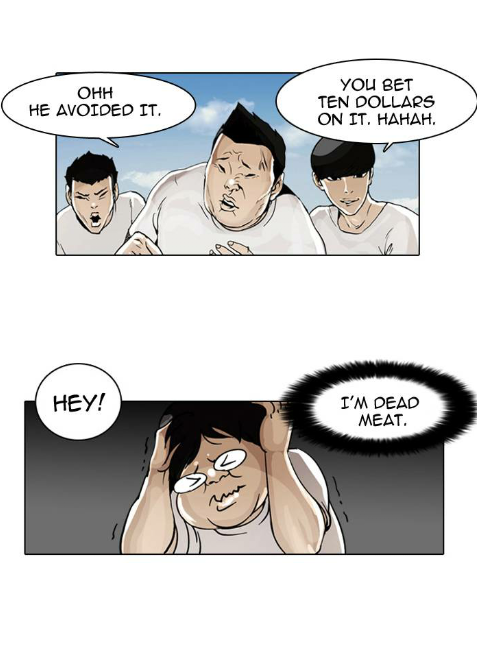 OHH
HE AVOIDED IT.
YOU BET
TEN DOLLARS
ON IT. HAHAH.
HEY!
I'M DEAD
MEAT.